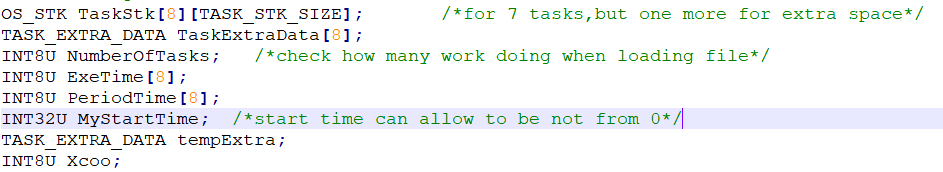 OS_STK TaskStk[8][TASK_STK_SIZE];        /*for 7 tasks,but one more for extra space*/
TASK_EXTRA_DATA TaskExtraData[8];
INT8U NumberOfTasks;   /*check how many work doing when loading file*/
INT8U ExeTime[8];
INT8U PeriodTime[8];
INT32U MyStartTime;  /*start time can allow to be not from 0*/
TASK_EXTRA_DATA tempExtra;
INT8U Xcoo;